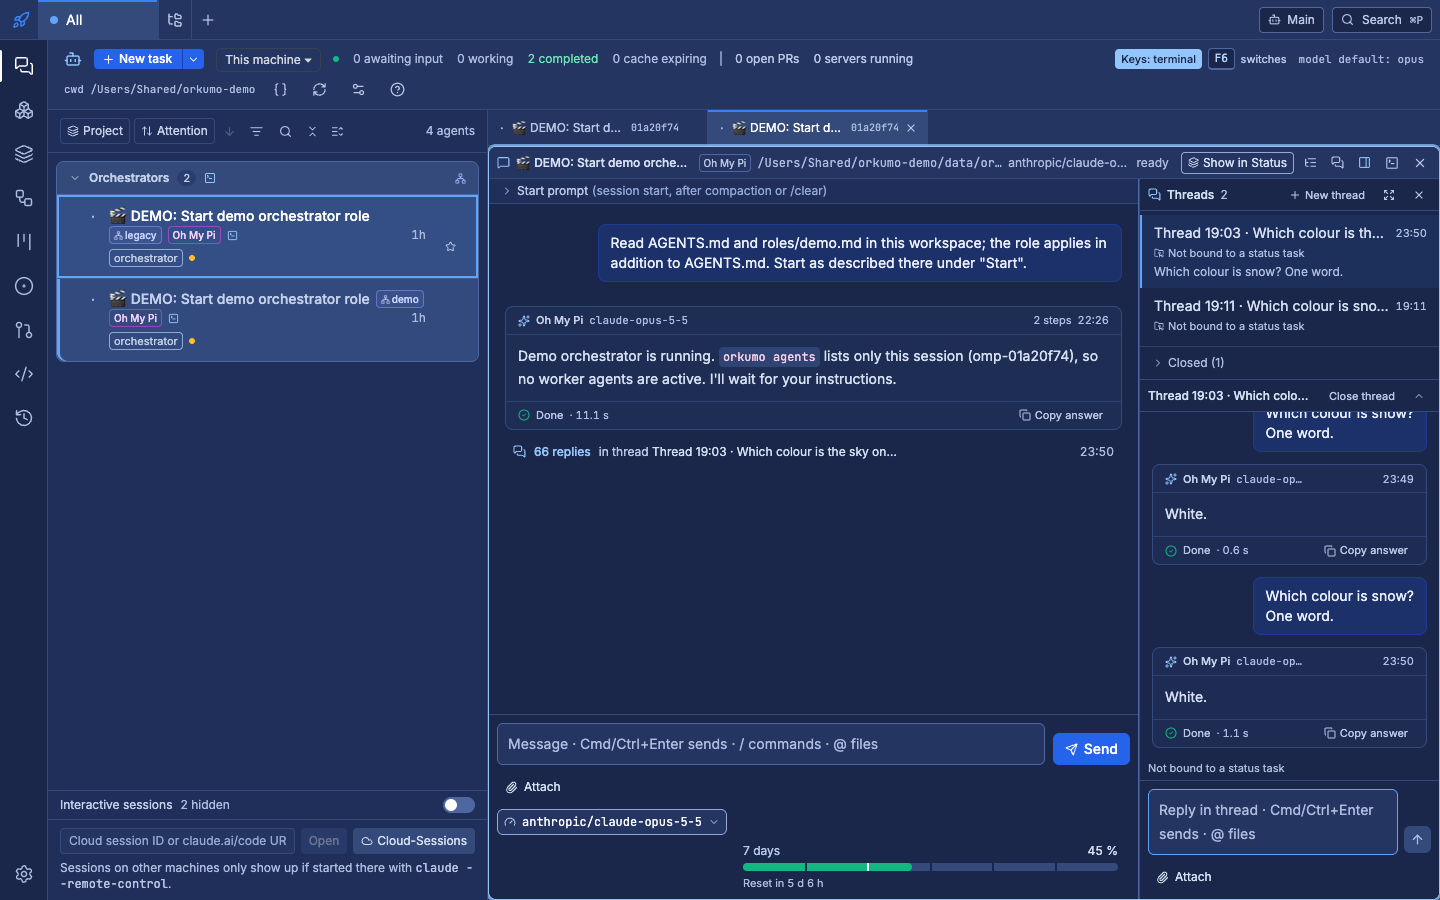 All
Main
Search ⌘P
New task
This machine
0 awaiting input
0 working
2 completed
0 cache expiring
0 open PRs
0 servers running
Keys: terminal
F6
switches
model default: opus
cwd /Users/Shared/orkumo-demo
Project
Attention
4 agents
Orchestrators 2
🎬 DEMO: Start demo orchestrator role
legacy
Oh My Pi
1h
orchestrator
🎬 DEMO: Start demo orchestrator role
demo
Oh My Pi
1h
orchestrator
Interactive sessions 2 hidden
Cloud session ID or claude.ai/code UR
Open
Cloud-Sessions
Sessions on other machines only show up if started there with claude -
-remote-control.
· 🎬 DEMO: Start d... 01a20f74
· 🎬 DEMO: Start d... 01a20f74
🎬 DEMO: Start demo orche...
Oh My Pi
/Users/Shared/orkumo-demo/data/or…
anthropic/claude-o...
ready
Show in Status
Start prompt (session start, after compaction or /clear)
Read AGENTS.md and roles/demo.md in this workspace; the role applies in
addition to AGENTS.md. Start as described there under "Start".
Oh My Pi claude-opus-5-5
2 steps 22:26
Demo orchestrator is running. orkumo agents lists only this session (omp-01a20f74), so
no worker agents are active. I'll wait for your instructions.
Done · 11.1 s
Copy answer
66 replies in thread Thread 19:03 · Which colour is the sky on...
23:50
Message · Cmd/Ctrl+Enter sends · / commands · @ files
Send
Attach
anthropic/claude-opus-5-5
7 days
45 %
Reset in 5 d 6 h
Threads 2
New thread
Thread 19:03 · Which colour is th... 23:50
Not bound to a status task
Which colour is snow? One word.
Thread 19:11 · Which colour is sno... 19:11
Not bound to a status task
Closed (1)
Thread 19:03 · Which colo...
Close thread
Which colour is snow?
One word.
Oh My Pi claude-op…
23:49
White.
Done · 0.6 s
Copy answer
Which colour is snow?
One word.
Oh My Pi claude-op…
23:50
White.
Done · 1.1 s
Copy answer
Not bound to a status task
Reply in thread · Cmd/Ctrl+Enter
sends · @ files
Attach